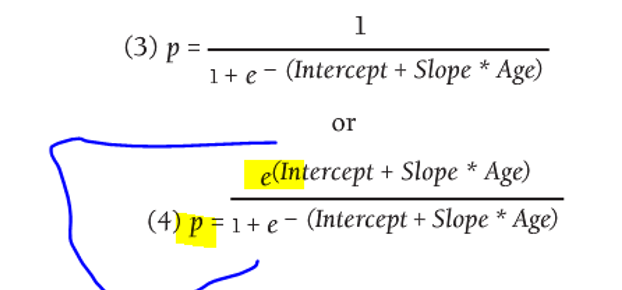 1
(3) p =
1 + e − (Intercept + Slope * Age)
or
e(Intercept + Slope * Age)
(4) p =
1 + e − (Intercept + Slope * Age)